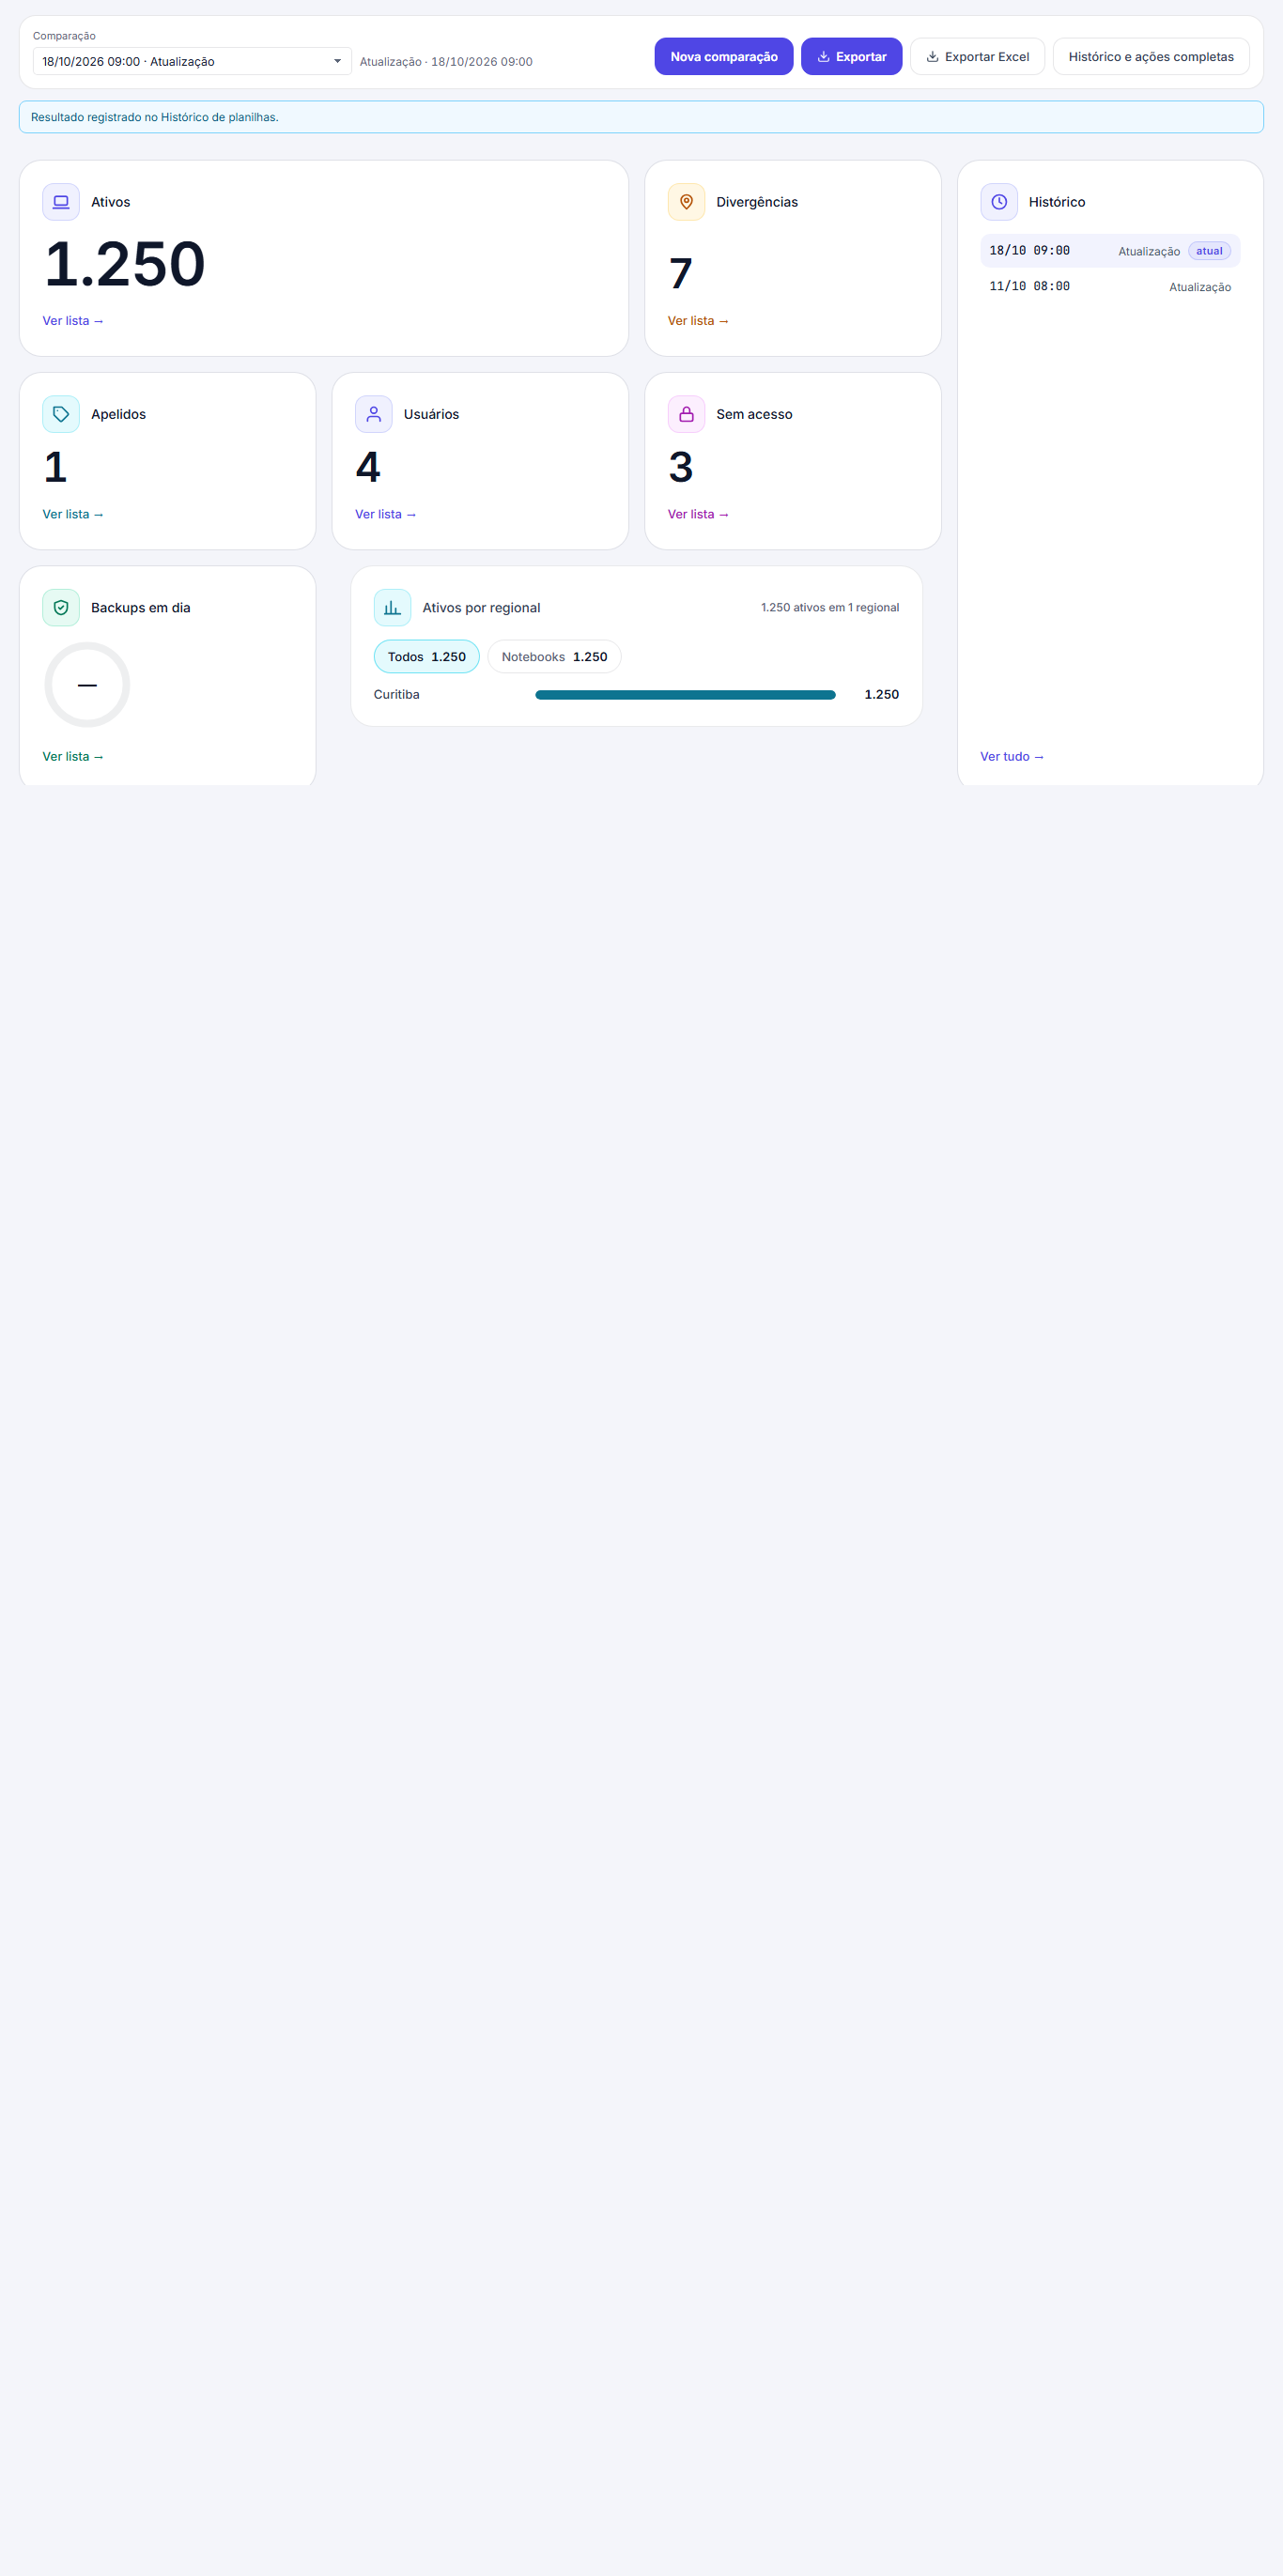 Comparação
18/10/2026 09:00 · Atualização
Atualização · 18/10/2026 09:00
Nova comparação
Exportar
Exportar Excel
Histórico e ações completas
Resultado registrado no Histórico de planilhas.
Ativos
1.250
Ver lista →
Divergências
7
Ver lista →
Histórico
18/10 09:00 Atualização atual
11/10 08:00 Atualização
Apelidos
1
Ver lista →
Usuários
4
Ver lista →
Sem acesso
3
Ver lista →
Backups em dia
—
Ver lista →
Ativos por regional
1.250 ativos em 1 regional
Todos 1.250
Notebooks 1.250
Curitiba 1.250
Ver tudo →